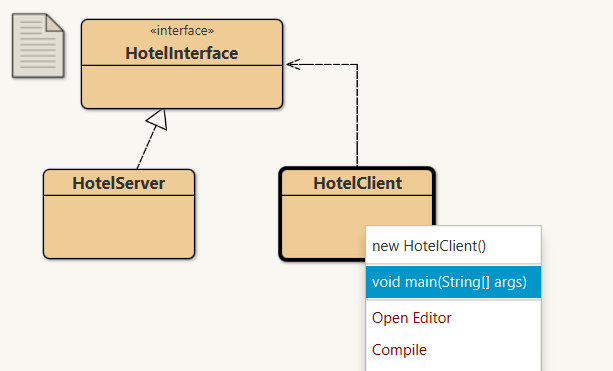 «interface»
HotelInterface
HotelServer
HotelClient
new HotelClient()
void main(String[] args)
Open Editor
Compile